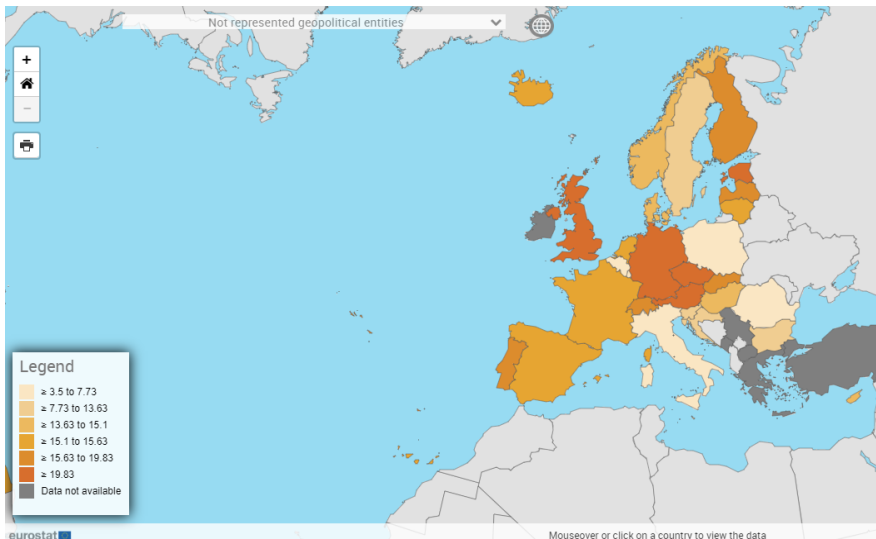 Not represented geopolitical entities
+
−
Legend
≥ 3.5 to 7.73
≥ 7.73 to 13.63
≥ 13.63 to 15.1
≥ 15.1 to 15.63
≥ 15.63 to 19.83
≥ 19.83
Data not available
eurostat
Mouseover or click on a country to view the data